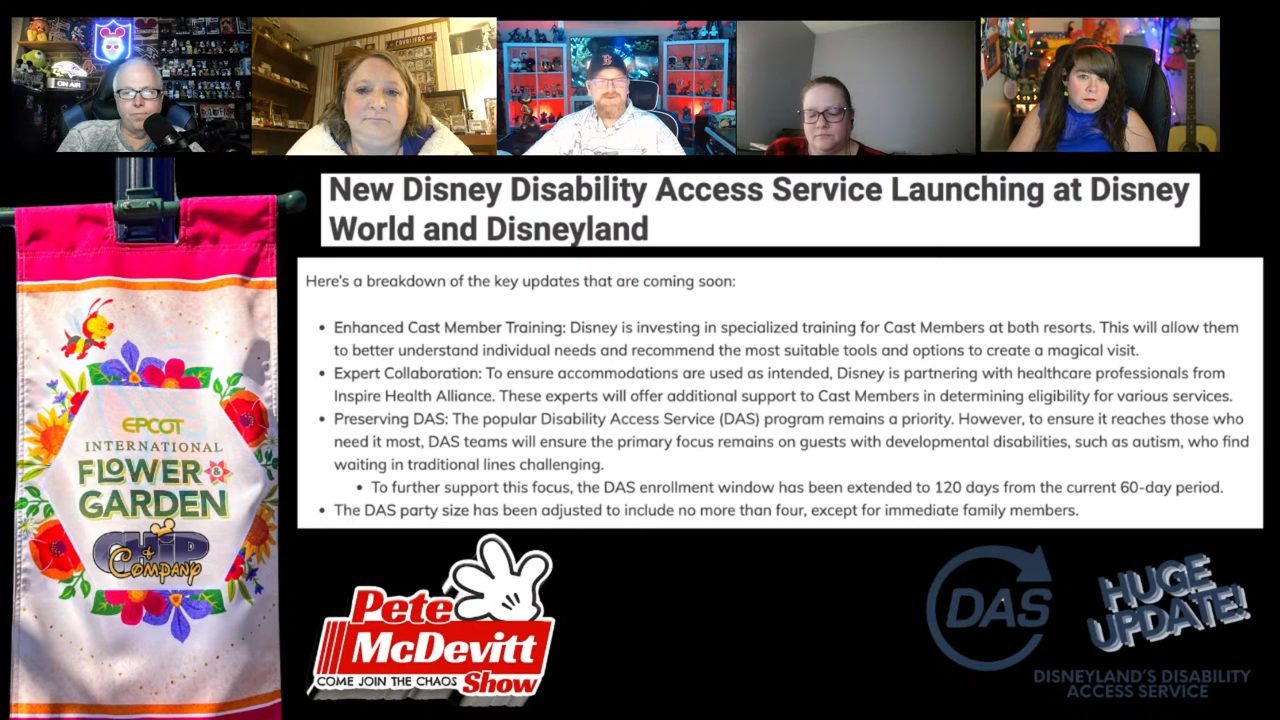 ON AIR
CAVALIERS
B
New Disney Disability Access Service Launching at Disney
World and Disneyland
Here's a breakdown of the key updates that are coming soon:
• Enhanced Cast Member Training: Disney is investing in specialized training for Cast Members at both resorts. This will allow them
to better understand individual needs and recommend the most suitable tools and options to create a magical visit.
• Expert Collaboration: To ensure accommodations are used as intended, Disney is partnering with healthcare professionals from
Inspire Health Alliance. These experts will offer additional support to Cast Members in determining eligibility for various services.
• Preserving DAS: The popular Disability Access Service (DAS) program remains a priority. However, to ensure it reaches those who
need it most, DAS teams will ensure the primary focus remains on guests with developmental disabilities, such as autism, who find
waiting in traditional lines challenging.
• To further support this focus, the DAS enrollment window has been extended to 120 days from the current 60-day period.
• The DAS party size has been adjusted to include no more than four, except for immediate family members.
EPCOT
INTERNATIONAL
FLOWER &
GARDEN
CHIP
&
COMPANY
Pete
McDevitt
COME JOIN THE CHAOS Show
DAS
HUGE
UPDATE!
DISNEYLAND'S DISABILITY
ACCESS SERVICE